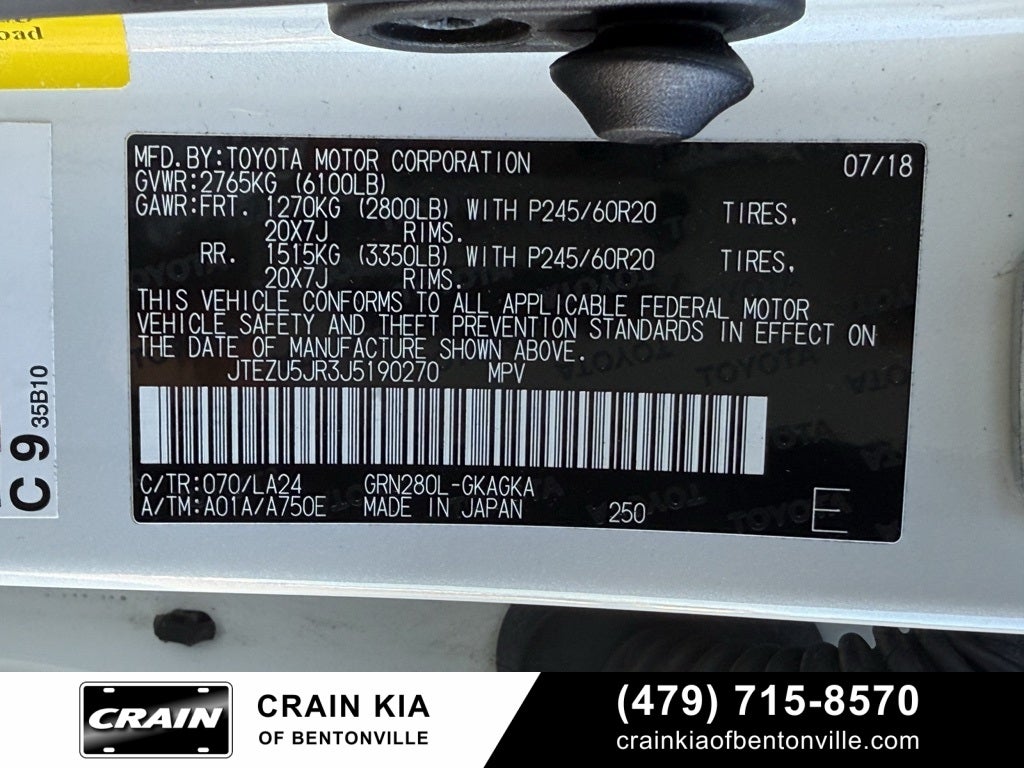 oad
C 9 35B10
MFD.BY:TOYOTA MOTOR CORPORATION 07/18
GVWR:2765KG (6100LB)
GAWR:FRT. 1270KG (2800LB) WITH P245/60R20 TIRES,
20X7J RIMS.
RR. 1515KG (3350LB) WITH P245/60R20 TIRES,
20X7J RIMS.
THIS VEHICLE CONFORMS TO ALL APPLICABLE FEDERAL MOTOR
VEHICLE SAFETY AND THEFT PREVENTION STANDARDS IN EFFECT ON
THE DATE OF MANUFACTURE SHOWN ABOVE.
JTEZU5JR3J5190270 MPV
C/TR:070/LA24 GRN280L-GKAGKA
A/TM:A01A/A750E MADE IN JAPAN 250 E
CRAIN
CRAIN KIA
OF BENTONVILLE
(479) 715-8570
crainkiaofbentonville.com